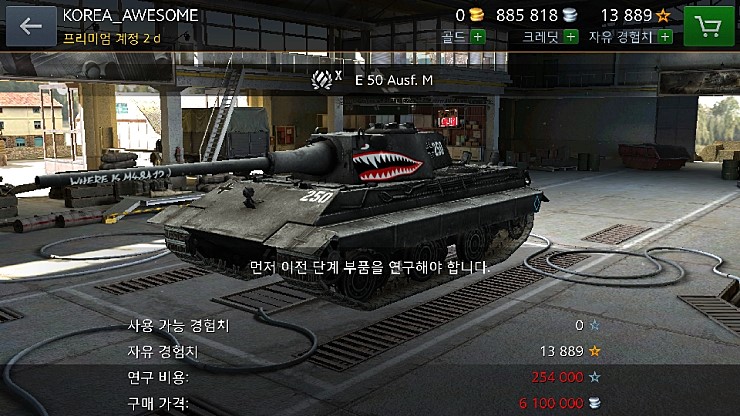 KOREA_AWESOME
프리미엄 계정 2 d
0 885 818 13 889
골드 크레딧 자유 경험치
X E 50 Ausf. M
250
250
먼저 이전 단계 부품을 연구해야 합니다.
사용 가능 경험치 0
자유 경험치 13 889
연구 비용: 254 000
구매 가격: 6 100 000